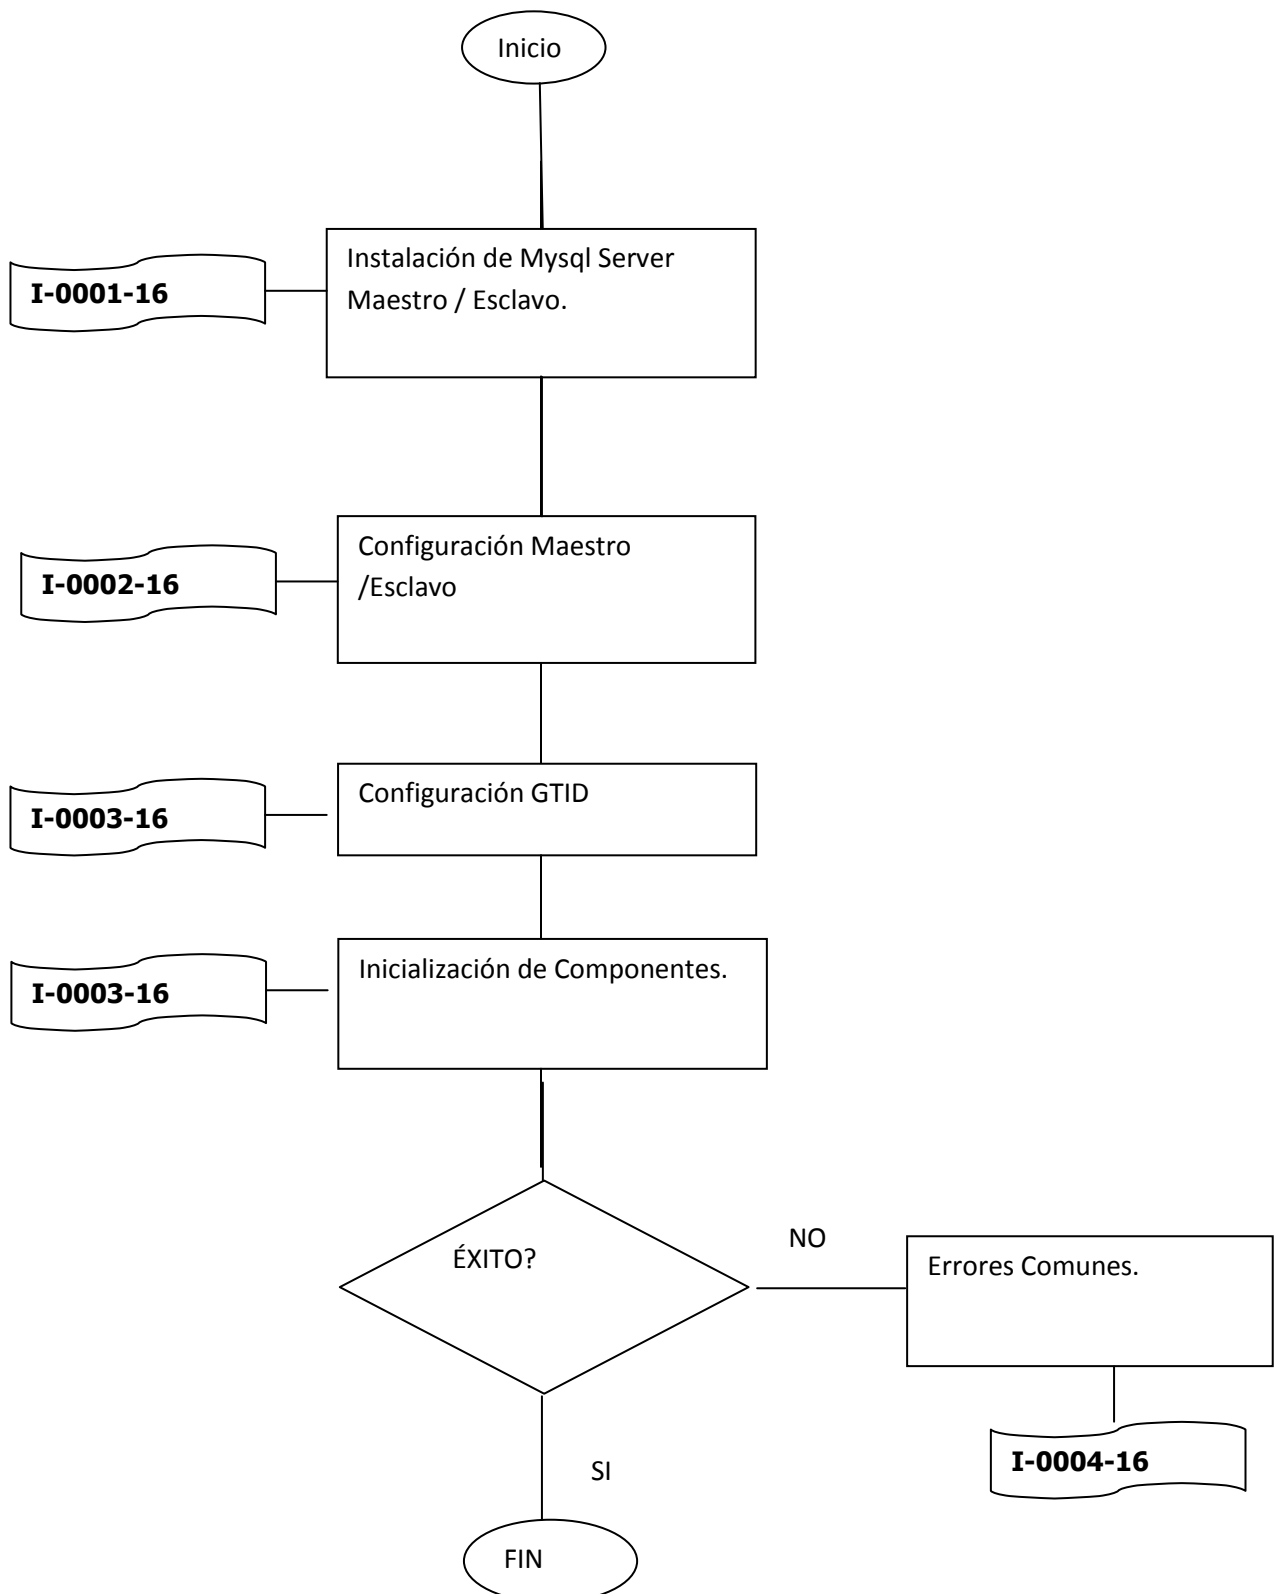 Inicio
Instalación de Mysql Server
Maestro / Esclavo.
I-0001-16
Configuración Maestro
/Esclavo
I-0002-16
Configuración GTID
I-0003-16
Inicialización de Componentes.
I-0003-16
ÉXITO?
NO
Errores Comunes.
I-0004-16
SI
FIN